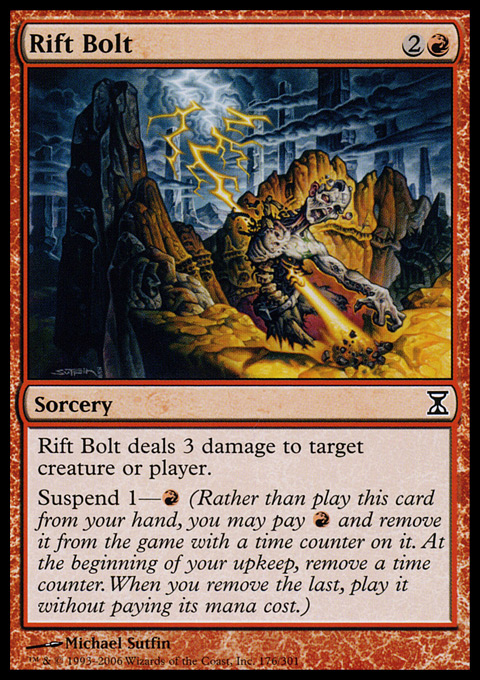 Rift Bolt 2
SUTFIN
Sorcery
Rift Bolt deals 3 damage to target
creature or player.
Suspend 1— (Rather than play this card
from your hand, you may pay and remove
it from the game with a time counter on it. At
the beginning of your upkeep, remove a time
counter. When you remove the last, play it
without paying its mana cost.)
Michael Sutfin
™ & © 1993-2006 Wizards of the Coast, Inc. 176/301